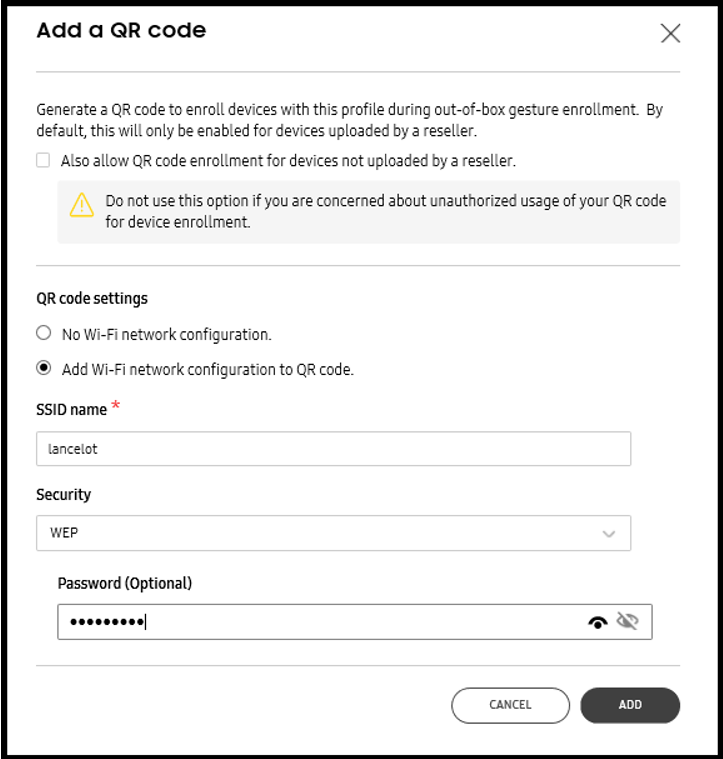 Add a QR code
Generate a QR code to enroll devices with this profile during out-of-box gesture enrollment.  By
default, this will only be enabled for devices uploaded by a reseller.
Also allow QR code enrollment for devices not uploaded by a reseller.
Do not use this option if you are concerned about unauthorized usage of your QR code
for device enrollment.
QR code settings
No Wi-Fi network configuration.
Add Wi-Fi network configuration to QR code.
SSID name *
lancelot
Security
WEP
Password (Optional)
•••••••••
CANCEL
ADD